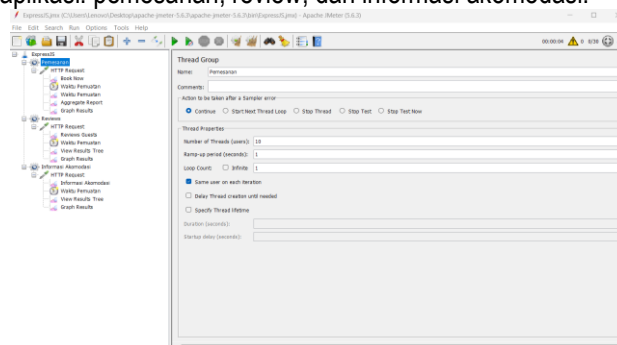 aplikasi: pemesanan, review, dan informasi akomodasi.
ExpressJS.jmx (C:\Users\Lenovo\Desktop\apache-jmeter-5.6.3\apache-jmeter-5.6.3\bin\ExpressJS.jmx) - Apache JMeter (5.6.3)
File Edit Search Run Options Tools Help
00:00:04 0 0/30
ExpressJS
Pemesanan
HTTP Request
Book Now
Waktu Pemuatan
Waktu Pemuatan
Aggregate Report
Graph Results
Reviews
HTTP Request
Reviews Guests
Waktu Pemuatan
View Results Tree
Graph Results
Informasi Akomodasi
HTTP Request
Informasi Akomodasi
Waktu Pemuatan
View Results Tree
Graph Results
Thread Group
Name: Pemesanan
Comments:
Action to be taken after a Sampler error
Continue Start Next Thread Loop Stop Thread Stop Test Stop Test Now
Thread Properties
Number of Threads (users): 10
Ramp-up period (seconds): 1
Loop Count: Infinite 1
Same user on each iteration
Delay Thread creation until needed
Specify Thread lifetime
Duration (seconds):
Startup delay (seconds):